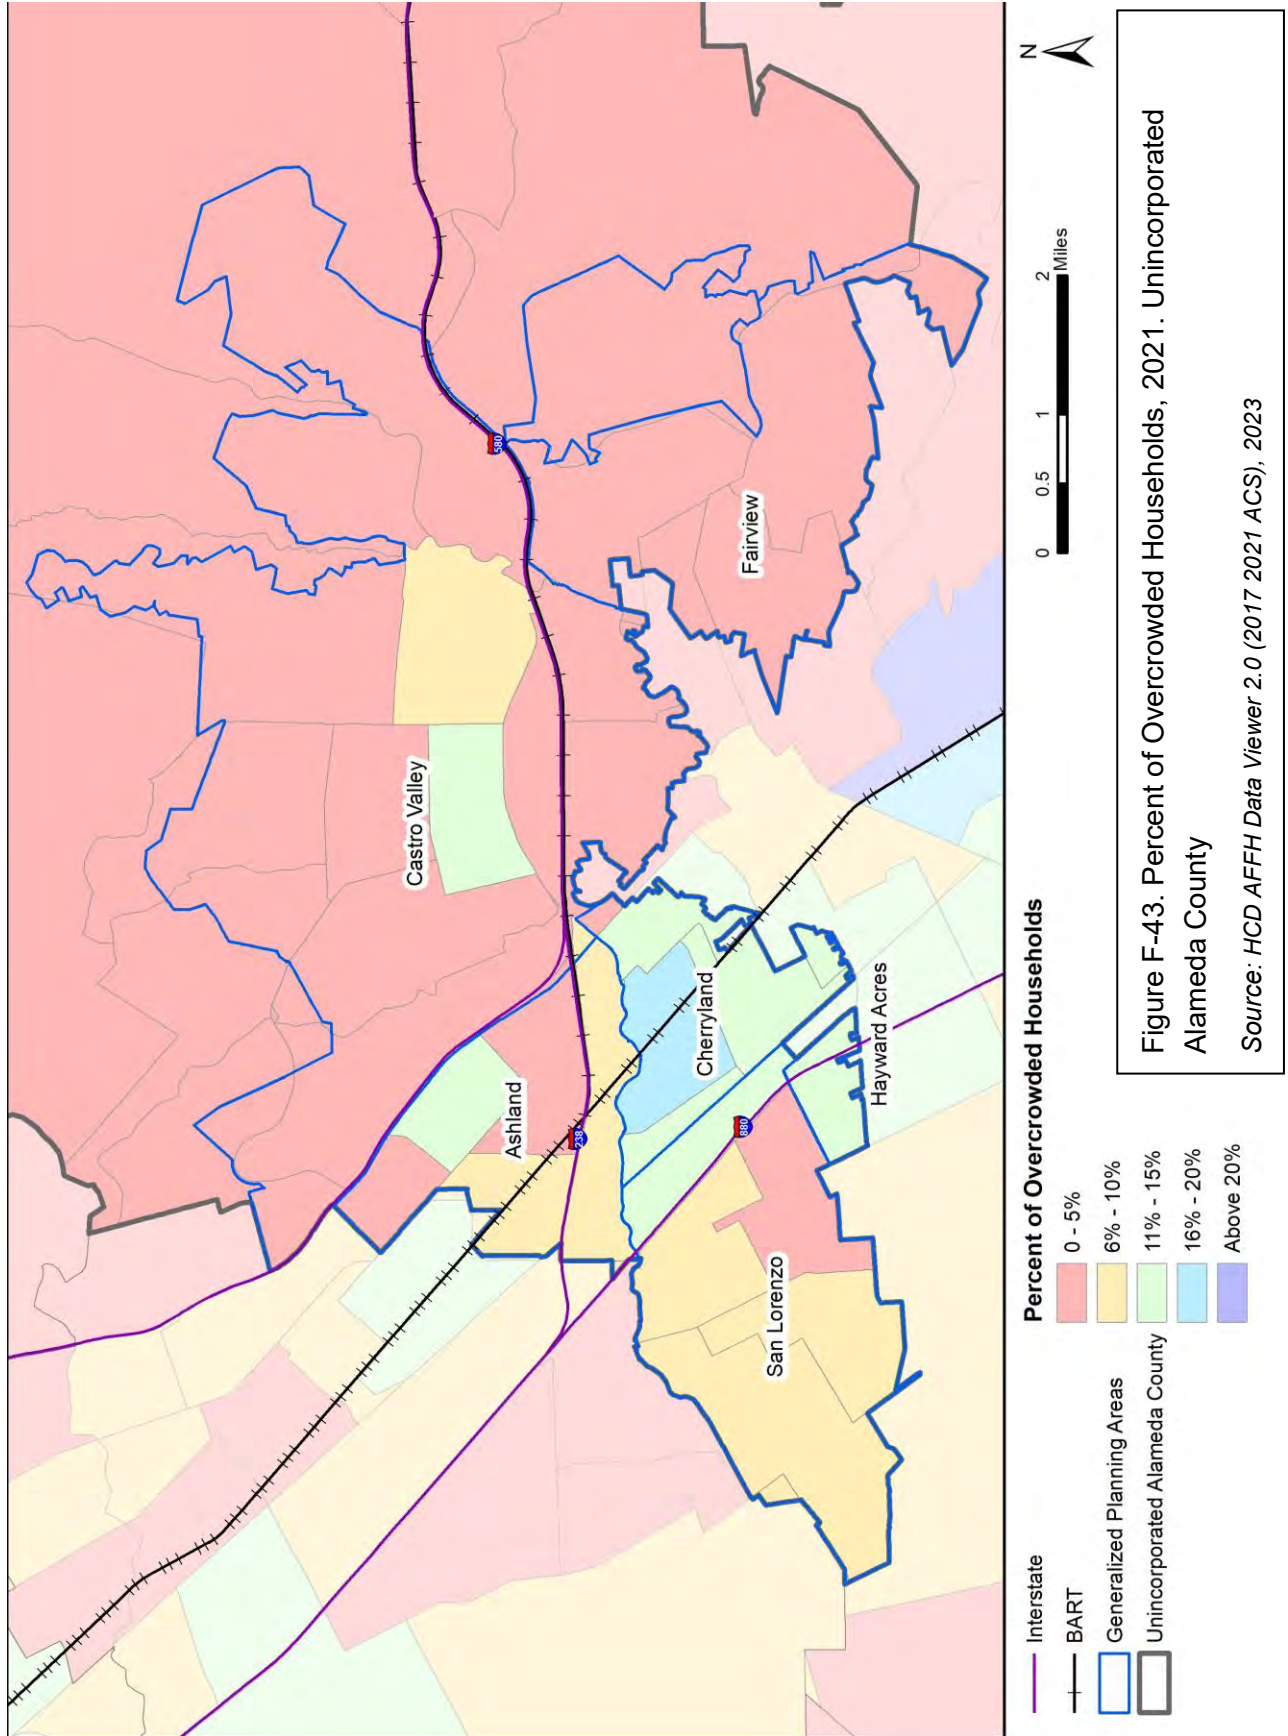 580
Castro Valley
Fairview
Ashland
238
Cherryland
880
Hayward Acres
San Lorenzo
N
0 0.5 1 2 Miles
Percent of Overcrowded Households
Interstate
BART
Generalized Planning Areas
Unincorporated Alameda County
0 - 5%
6% - 10%
11% - 15%
16% - 20%
Above 20%
Figure F-43. Percent of Overcrowded Households, 2021. Unincorporated
Alameda County
Source: HCD AFFH Data Viewer 2.0 (2017 2021 ACS), 2023